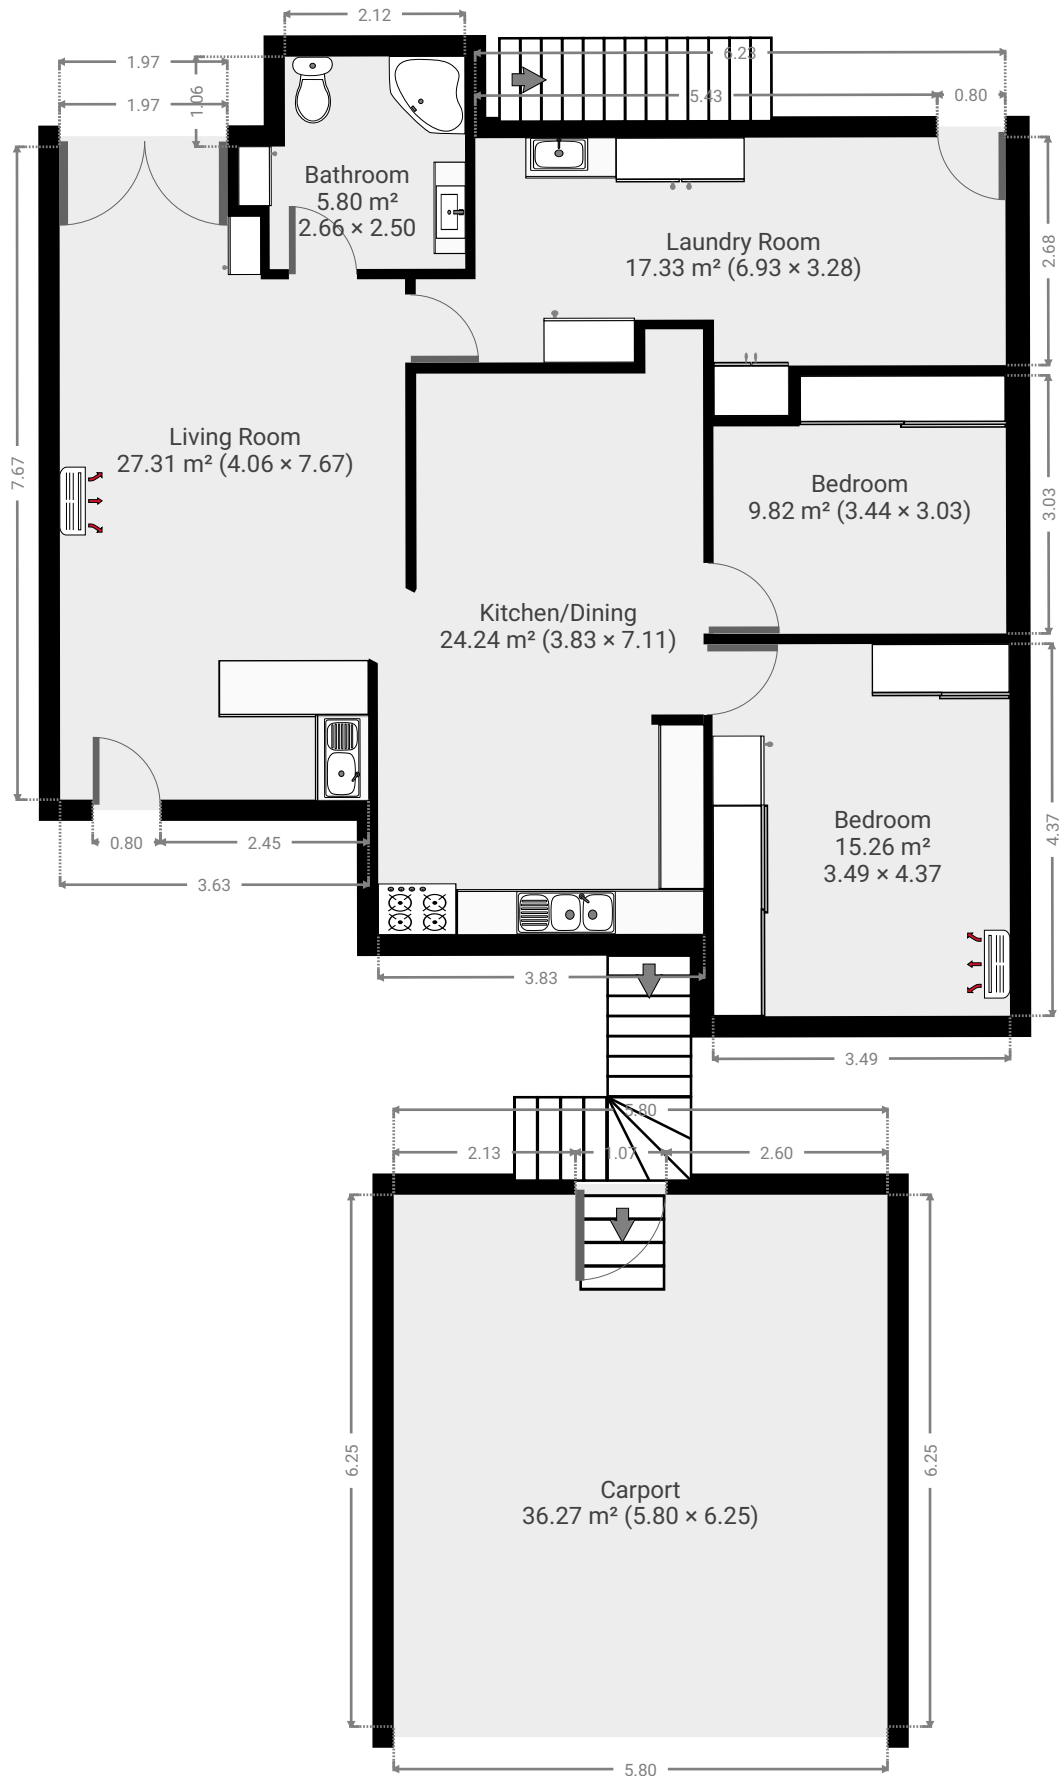 2.12
6.23
1.97
1.97
1.06
5.43
0.80
Bathroom
5.80 m²
2.66 × 2.50
Laundry Room
17.33 m² (6.93 × 3.28)
2.68
Living Room
27.31 m² (4.06 × 7.67)
7.67
Bedroom
9.82 m² (3.44 × 3.03)
3.03
Kitchen/Dining
24.24 m² (3.83 × 7.11)
Bedroom
15.26 m²
3.49 × 4.37
4.37
0.80
2.45
3.63
3.83
3.49
5.80
2.13
1.07
2.60
6.25
6.25
Carport
36.27 m² (5.80 × 6.25)
5.80